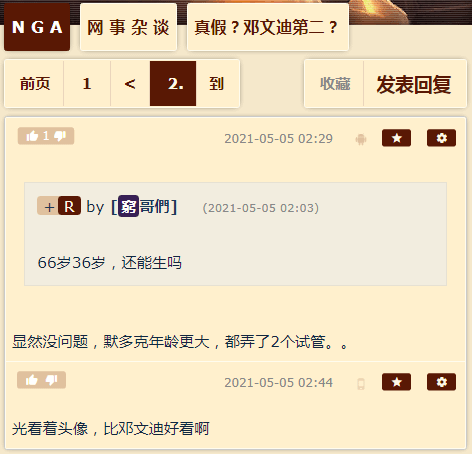 NGA 网事杂谈 真假？邓文迪第二？
前页 1 < 2. 到 收藏 发表回复
1 2021-05-05 02:29
+ R by [窮哥們] (2021-05-05 02:03)
66岁36岁，还能生吗
显然没问题，默多克年龄更大，都弄了2个试管。。
2021-05-05 02:44
光看着头像，比邓文迪好看啊